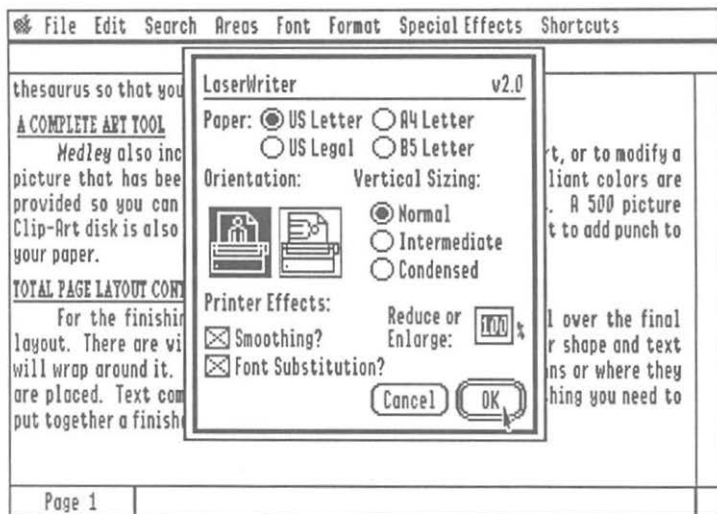 File Edit Search Areas Font Format Special Effects Shortcuts
LaserWriter v2.0
Paper: US Letter A4 Letter
US Legal B5 Letter
Orientation: Vertical Sizing:
Normal
Intermediate
Condensed
Printer Effects:
Smoothing?
Font Substitution?
Reduce or
Enlarge: 100 %
Cancel OK
thesaurus so that you
A COMPLETE ART TOOL
Medley also inc rt, or to modify a
picture that has bee liant colors are
provided so you can . A 500 picture
Clip-Art disk is also t to add punch to
your paper.
TOTAL PAGE LAYOUT CONT
For the finishin l over the final
layout. There are vi r shape and text
will wrap around it. ns or where they
are placed. Text com hing you need to
put together a finish
Page 1